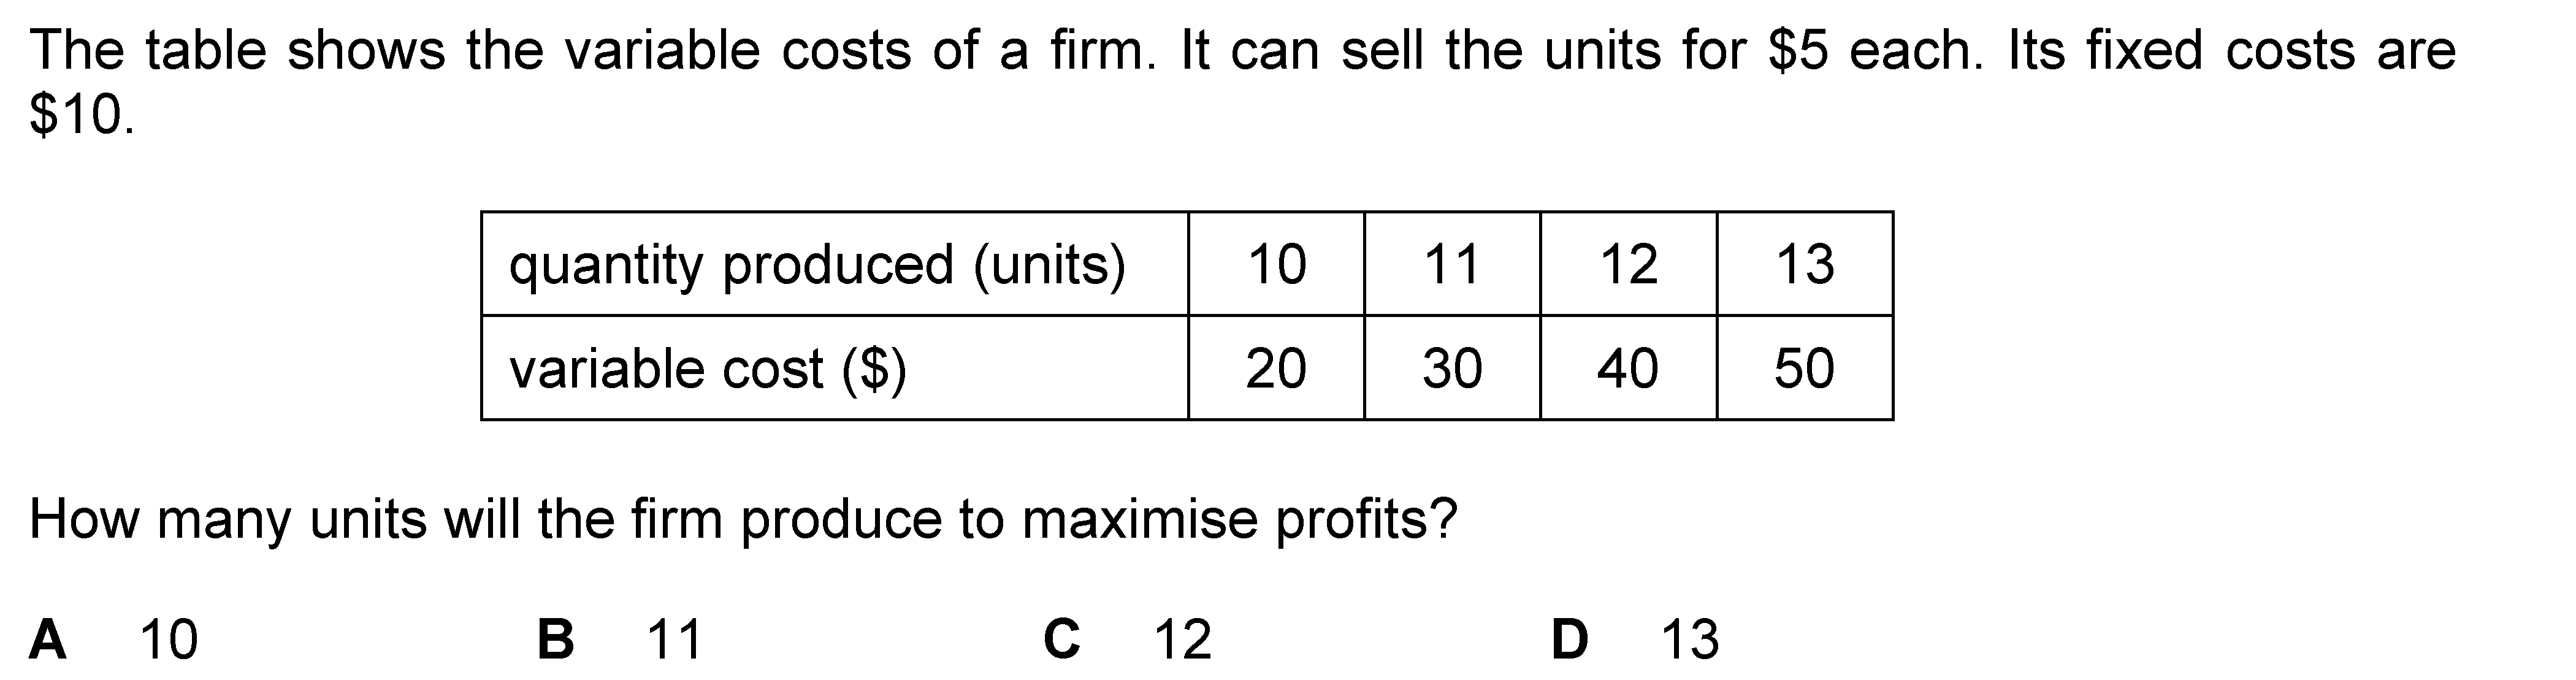 The table shows the variable costs of a firm. It can sell the units for $5 each. Its fixed costs are
$10.
quantity produced (units) 10 11 12 13
variable cost ($) 20 30 40 50
How many units will the firm produce to maximise profits?
A 10 B 11 C 12 D 13